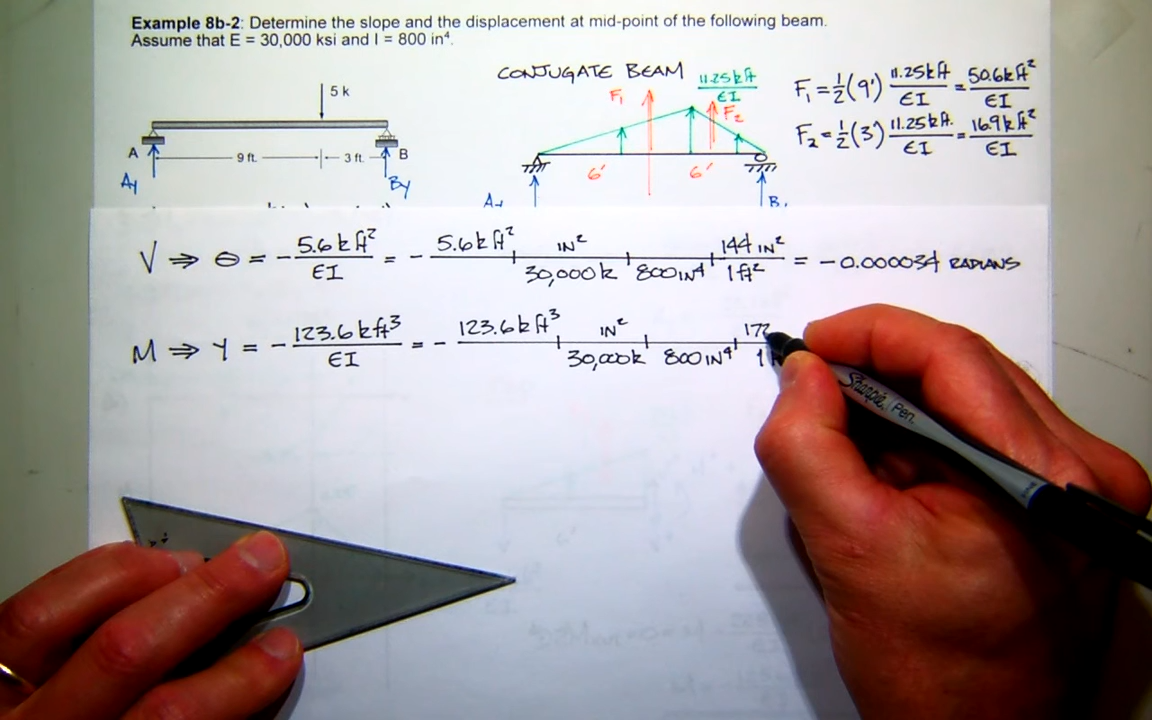 Example 8b-2: Determine the slope and the displacement at mid-point of the following beam.
Assume that E = 30,000 ksi and I = 800 in⁴.
5 k
A
9 ft.
3 ft.
B
Ay
By
CONJUGATE BEAM
11.25kft/EI
F₁
F₂
6'
6'
F₁ = ½(9') 11.25kft/EI = 50.6kft²/EI
F₂ = ½(3') 11.25kft/EI = 16.9kft²/EI
V ⇒ θ = -5.6kft²/EI = - 5.6kft² | IN²/30,000k | 800IN⁴ | 144 IN²/1ft² = -0.000034 RADIANS
M ⇒ Y = -123.6kft³/EI = - 123.6kft³ | IN²/30,000k | 800IN⁴ | 172/1
Sharpie Pen.